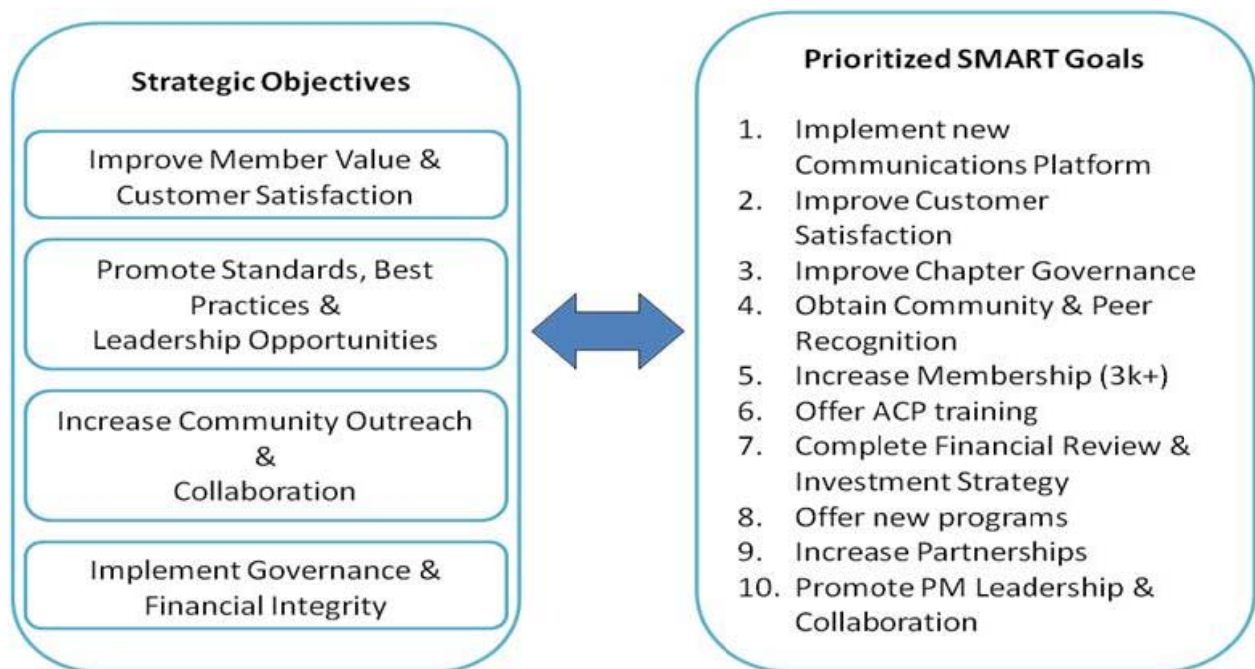 Strategic Objectives
Improve Member Value &
Customer Satisfaction
Promote Standards, Best
Practices &
Leadership Opportunities
Increase Community Outreach
&
Collaboration
Implement Governance &
Financial Integrity
Prioritized SMART Goals
1. Implement new
Communications Platform
2. Improve Customer
Satisfaction
3. Improve Chapter Governance
4. Obtain Community & Peer
Recognition
5. Increase Membership (3k+)
6. Offer ACP training
7. Complete Financial Review &
Investment Strategy
8. Offer new programs
9. Increase Partnerships
10. Promote PM Leadership &
Collaboration